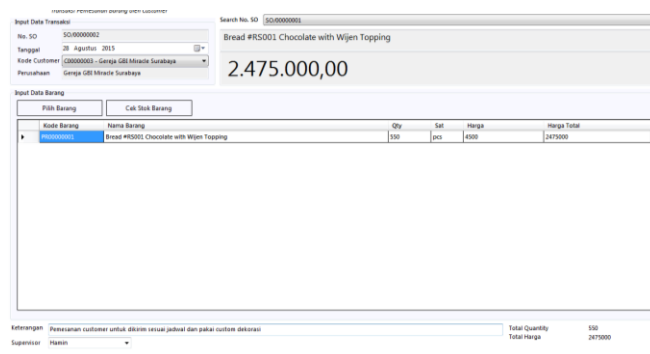 Transaksi Pemesanan Barang oleh Customer
Input Data Transaksi
Search No. SO SO/00000001
No. SO SO/00000002
Bread #RS001 Chocolate with Wijen Topping
Tanggal 28 Agustus 2015
Kode Customer C00000003 - Gereja GBI Miracle Surabaya
2.475.000,00
Perusahaan Gereja GBI Miracle Surabaya
Input Data Barang
Pilih Barang Cak Stok Barang
Kode Barang Nama Barang Qty Sat Harga Harga Total
PR00000001 Bread #RS001 Chocolate with Wijen Topping 550 pcs 4500 2475000
Keterangan Pemesanan customer untuk dikirim sesuai jadwal dan pakai custom dekorasi
Total Quantity 550
Total Harga 2475000
Supervisor Hamin